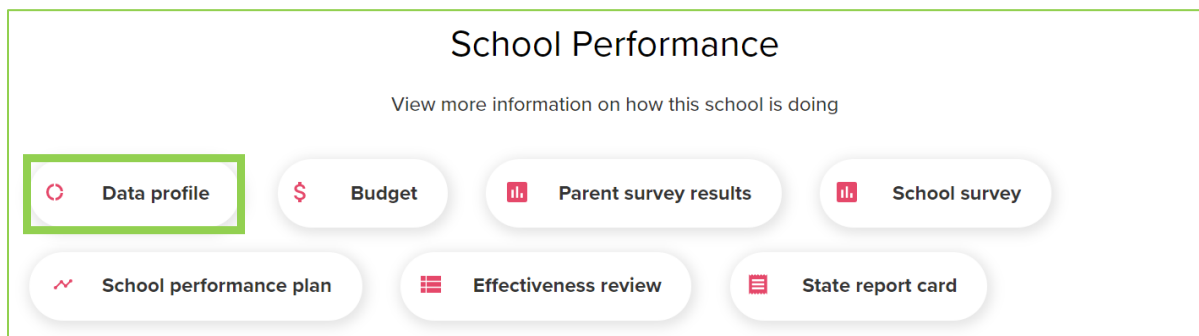 School Performance
View more information on how this school is doing
Data profile
$ Budget
Parent survey results
School survey
School performance plan
Effectiveness review
State report card